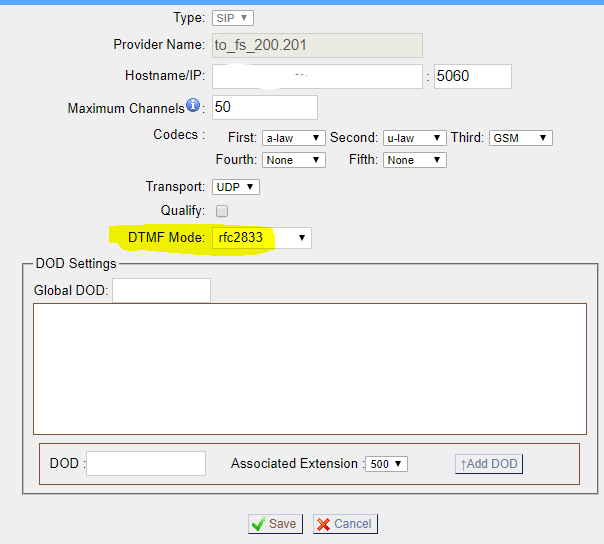 Type: SIP
Provider Name: to_fs_200.201
Hostname/IP: : 5060
Maximum Channels : 50
Codecs : First: a-law Second: u-law Third: GSM
Fourth: None Fifth: None
Transport: UDP
Qualify:
DTMF Mode: rfc2833
DOD Settings
Global DOD:
DOD : Associated Extension : 500 ↑Add DOD
Save Cancel